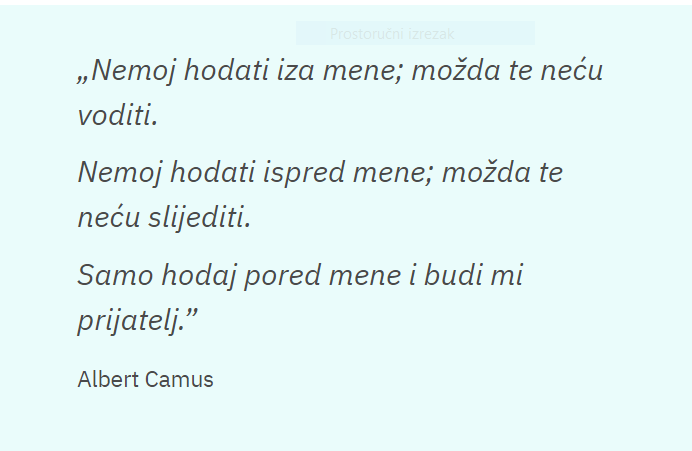 Prostoručni izrezak
„Nemoj hodati iza mene; možda te neću
voditi.
Nemoj hodati ispred mene; možda te
neću slijediti.
Samo hodaj pored mene i budi mi
prijatelj.”
Albert Camus